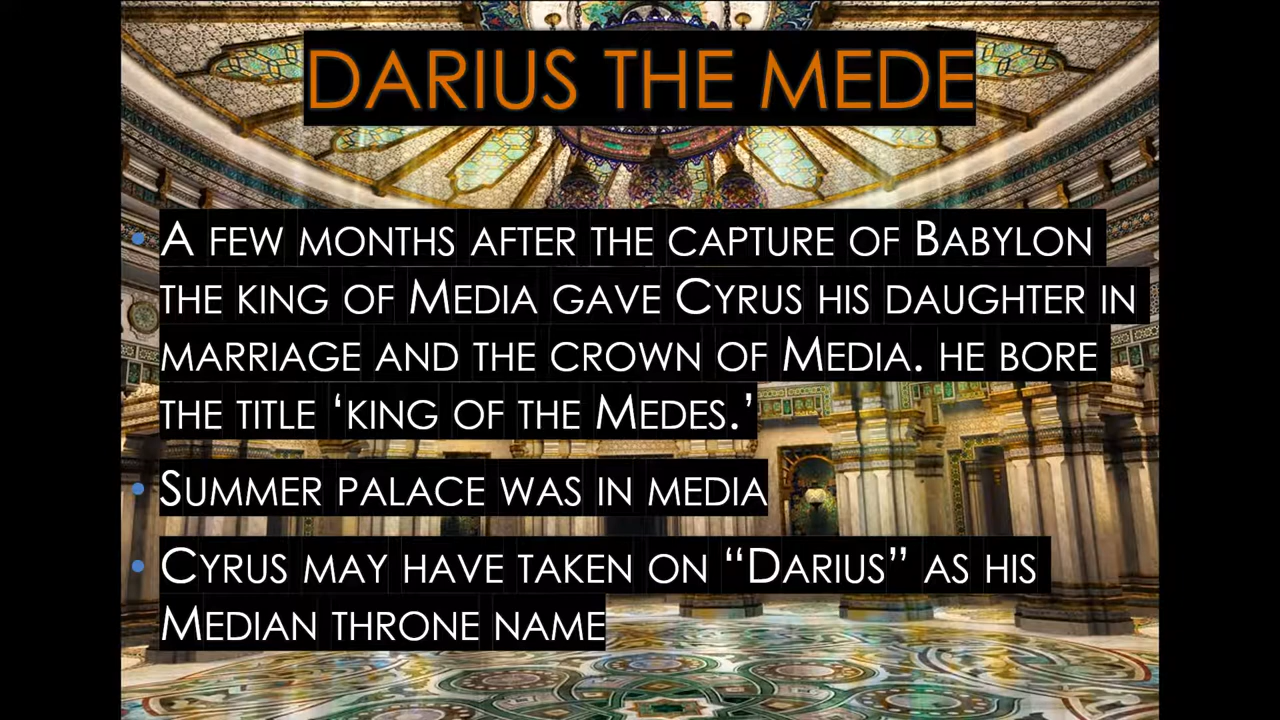 DARIUS THE MEDE
• A FEW MONTHS AFTER THE CAPTURE OF BABYLON
THE KING OF MEDIA GAVE CYRUS HIS DAUGHTER IN
MARRIAGE AND THE CROWN OF MEDIA. HE BORE
THE TITLE ‘KING OF THE MEDES.’
• SUMMER PALACE WAS IN MEDIA
• CYRUS MAY HAVE TAKEN ON “DARIUS” AS HIS
MEDIAN THRONE NAME